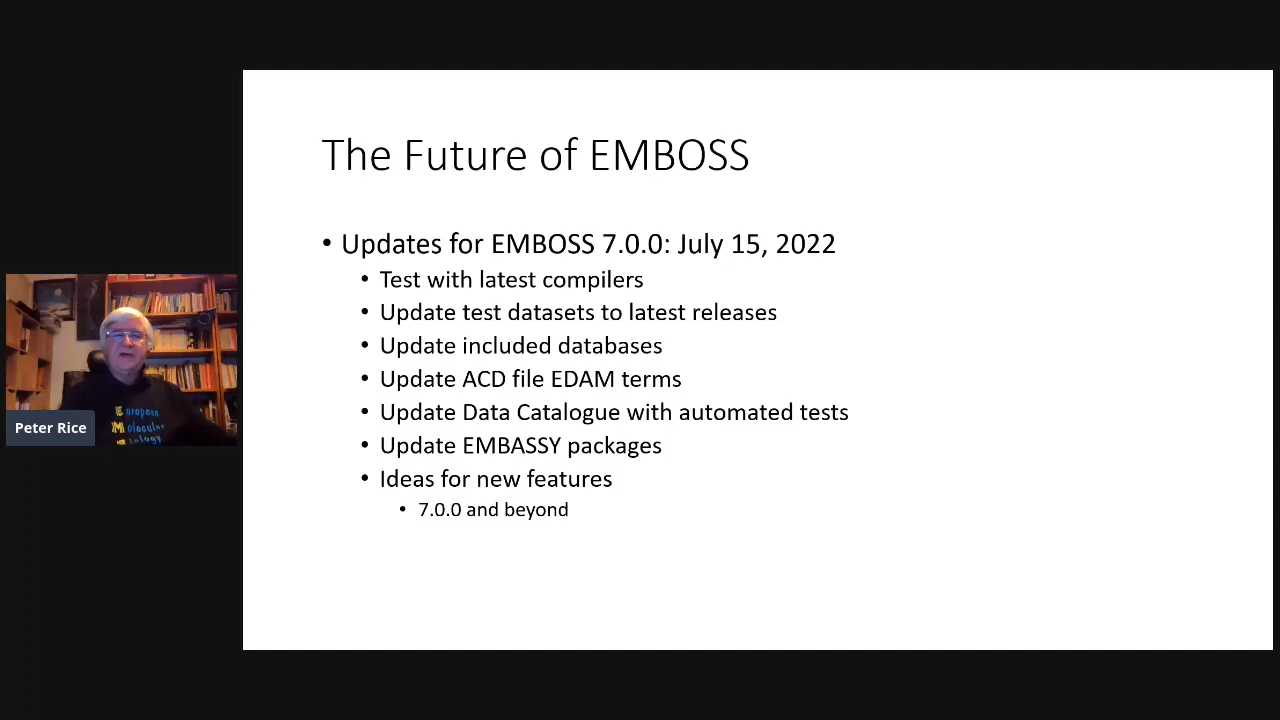 The Future of EMBOSS
• Updates for EMBOSS 7.0.0: July 15, 2022
• Test with latest compilers
• Update test datasets to latest releases
• Update included databases
• Update ACD file EDAM terms
• Update Data Catalogue with automated tests
• Update EMBASSY packages
• Ideas for new features
• 7.0.0 and beyond
Peter Rice
European
Molecular